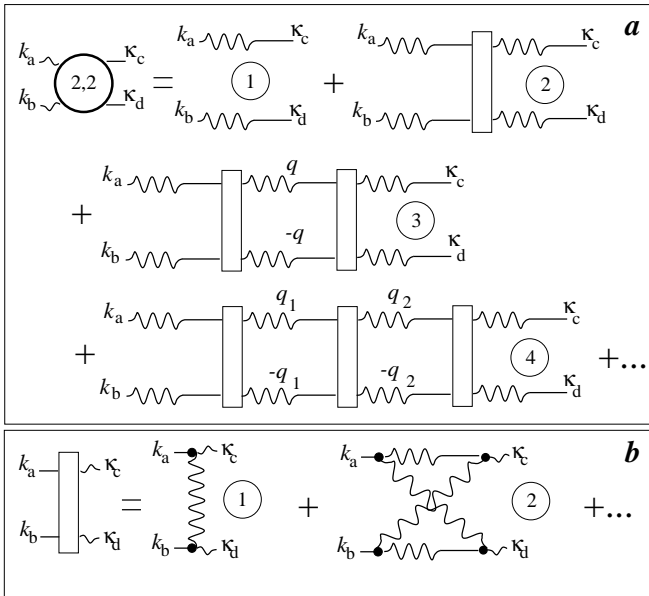 a
k_a κ_c k_a κ_c k_a κ_c
2,2 = 1 + 2
k_b κ_d k_b κ_d k_b κ_d
k_a q κ_c
+ 3
k_b -q κ_d
k_a q_1 q_2 κ_c
+ 4 +...
k_b -q_1 -q_2 κ_d
b
k_a κ_c k_a κ_c k_a κ_c
= 1 + 2 +...
k_b κ_d k_b κ_d k_b κ_d